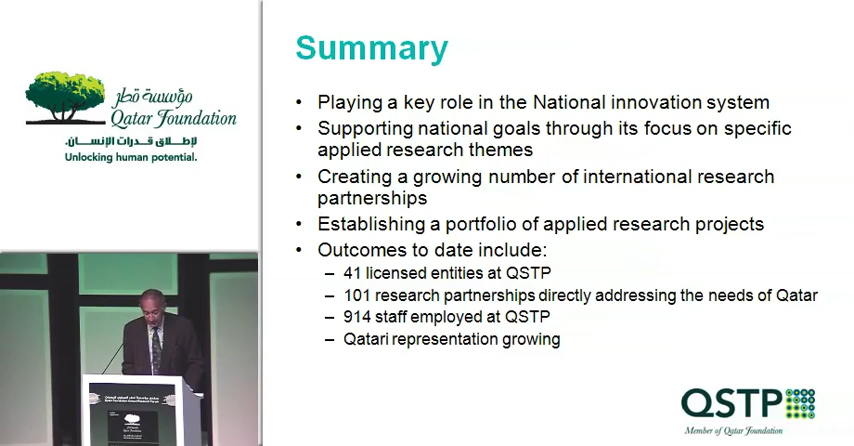 مؤسسة قطر
Qatar Foundation
لإطلاق قدرات الإنسان.
Unlocking human potential.
Summary
• Playing a key role in the National innovation system
• Supporting national goals through its focus on specific
applied research themes
• Creating a growing number of international research
partnerships
• Establishing a portfolio of applied research projects
• Outcomes to date include:
– 41 licensed entities at QSTP
– 101 research partnerships directly addressing the needs of Qatar
– 914 staff employed at QSTP
– Qatari representation growing
QSTP
Member of Qatar Foundation